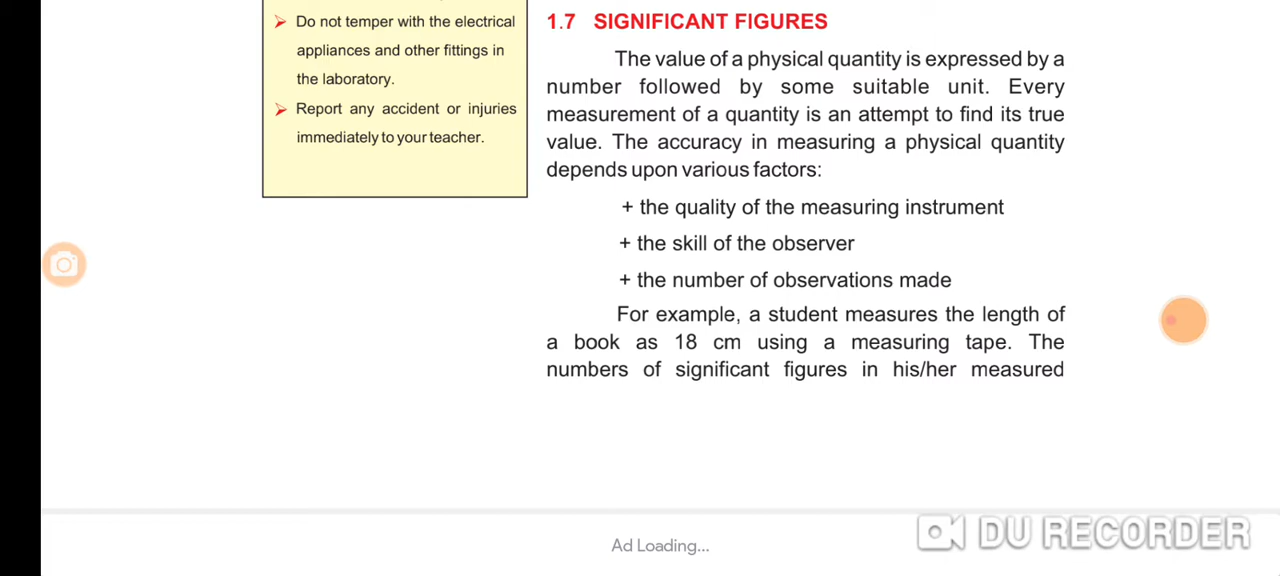 Do not temper with the electrical
appliances and other fittings in
the laboratory.
Report any accident or injuries
immediately to your teacher.
1.7 SIGNIFICANT FIGURES
The value of a physical quantity is expressed by a
number followed by some suitable unit. Every
measurement of a quantity is an attempt to find its true
value. The accuracy in measuring a physical quantity
depends upon various factors:
+ the quality of the measuring instrument
+ the skill of the observer
+ the number of observations made
For example, a student measures the length of
a book as 18 cm using a measuring tape. The
numbers of significant figures in his/her measured
Ad Loading...
DU RECORDER